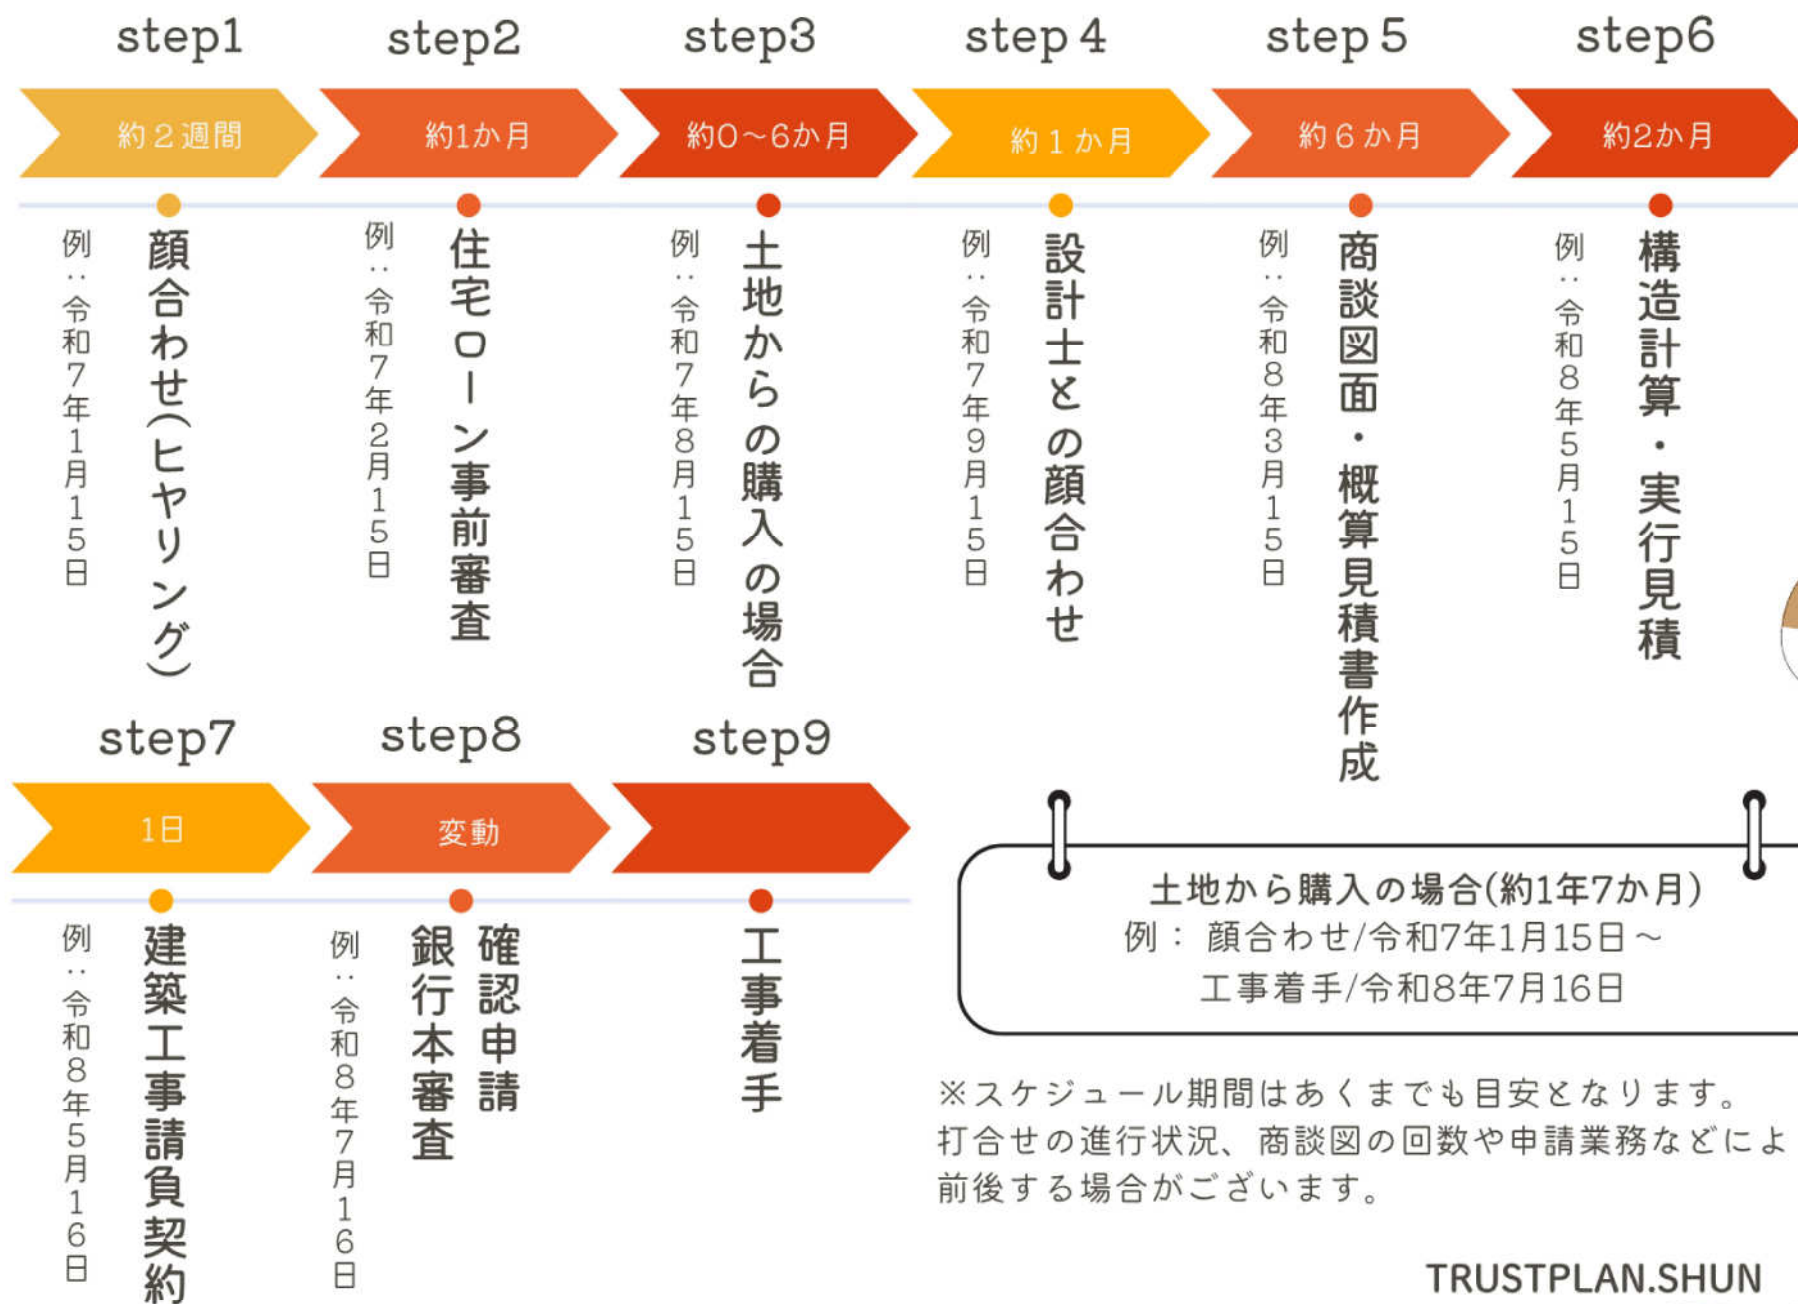 step1
約２週間
例：令和7年1月15日
顔合わせ(ヒヤリング)
step2
約1か月
例：令和7年2月15日
住宅ローン事前審査
step3
約0～6か月
例：令和7年8月15日
土地からの購入の場合
step 4
約１か月
例：令和7年9月15日
設計士との顔合わせ
step 5
約６か月
例：令和8年3月15日
商談図面・概算見積書作成
step6
約2か月
例：令和8年5月15日
構造計算・実行見積
step7
1日
例：令和8年5月16日
建築工事請負契約
step8
変動
例：令和8年7月16日
確認申請
銀行本審査
step9
工事着手
土地から購入の場合(約1年7か月)
例： 顔合わせ/令和7年1月15日～
工事着手/令和8年7月16日
※スケジュール期間はあくまでも目安となります。
打合せの進行状況、商談図の回数や申請業務などによ
前後する場合がございます。
TRUSTPLAN.SHUN